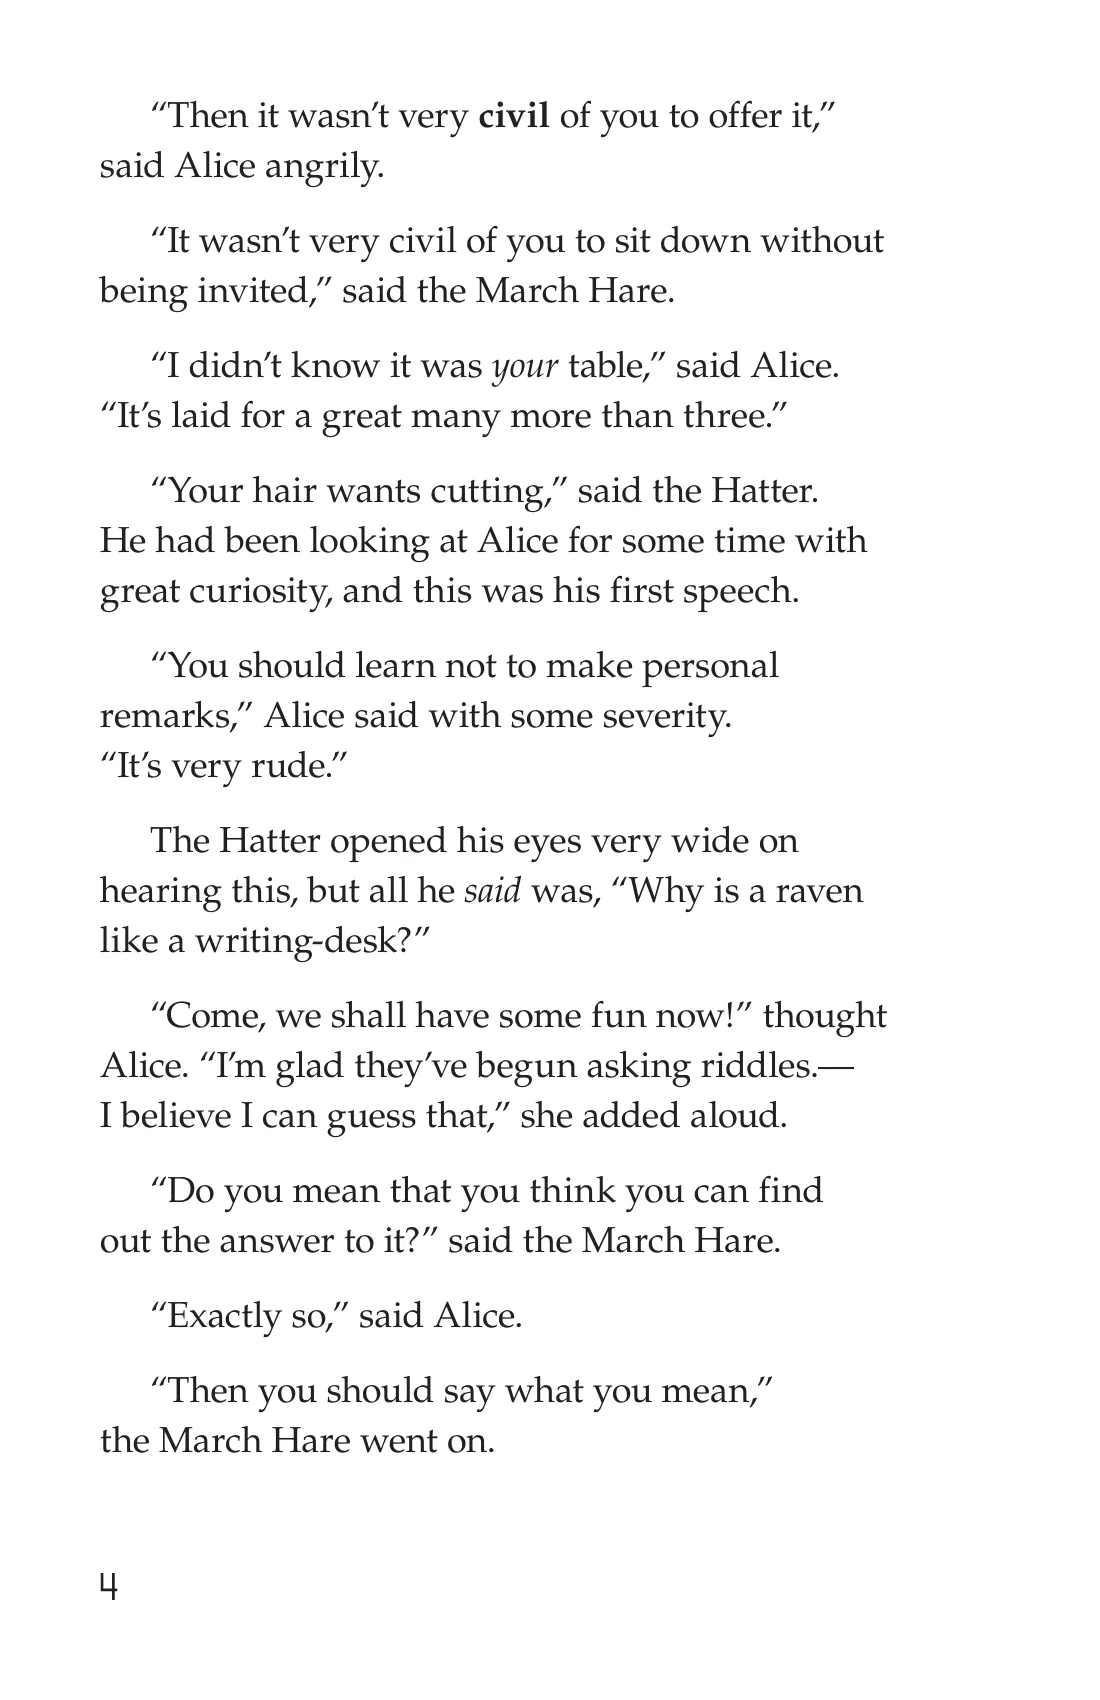 “Then it wasn’t very civil of you to offer it,”
said Alice angrily.
“It wasn’t very civil of you to sit down without
being invited,” said the March Hare.
“I didn’t know it was your table,” said Alice.
“It’s laid for a great many more than three.”
“Your hair wants cutting,” said the Hatter.
He had been looking at Alice for some time with
great curiosity, and this was his first speech.
“You should learn not to make personal
remarks,” Alice said with some severity.
“It’s very rude.”
The Hatter opened his eyes very wide on
hearing this, but all he said was, “Why is a raven
like a writing-desk?”
“Come, we shall have some fun now!” thought
Alice. “I’m glad they’ve begun asking riddles.—
I believe I can guess that,” she added aloud.
“Do you mean that you think you can find
out the answer to it?” said the March Hare.
“Exactly so,” said Alice.
“Then you should say what you mean,”
the March Hare went on.
4